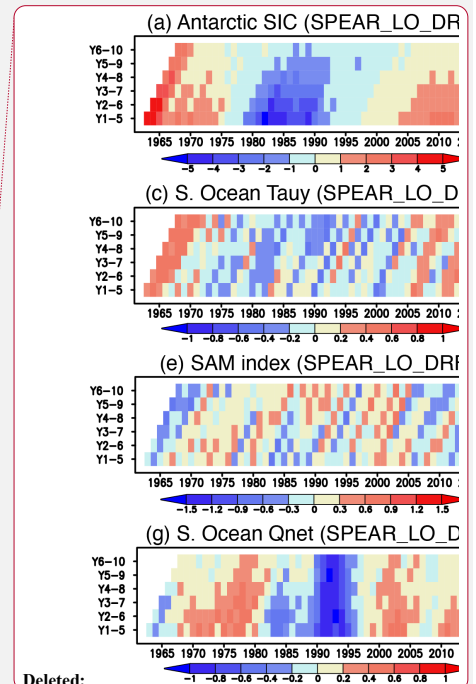 (a) Antarctic SIC (SPEAR_LO_DR
Y6-10
Y5-9
Y4-8
Y3-7
Y2-6
Y1-5
1965 1970 1975 1980 1985 1990 1995 2000 2005 2010 2
-5 -4 -3 -2 -1 0 1 2 3 4 5
(c) S. Ocean Tauy (SPEAR_LO_D
Y6-10
Y5-9
Y4-8
Y3-7
Y2-6
Y1-5
1965 1970 1975 1980 1985 1990 1995 2000 2005 2010 2
-1 -0.8 -0.6 -0.4 -0.2 0 0.2 0.4 0.6 0.8 1
(e) SAM index (SPEAR_LO_DRF
Y6-10
Y5-9
Y4-8
Y3-7
Y2-6
Y1-5
1965 1970 1975 1980 1985 1990 1995 2000 2005 2010 2
-1.5 -1.2 -0.9 -0.6 -0.3 0 0.3 0.6 0.9 1.2 1.5
(g) S. Ocean Qnet (SPEAR_LO_D
Y6-10
Y5-9
Y4-8
Y3-7
Y2-6
Y1-5
1965 1970 1975 1980 1985 1990 1995 2000 2005 2010 2
-1 -0.8 -0.6 -0.4 -0.2 0 0.2 0.4 0.6 0.8 1
Deleted: